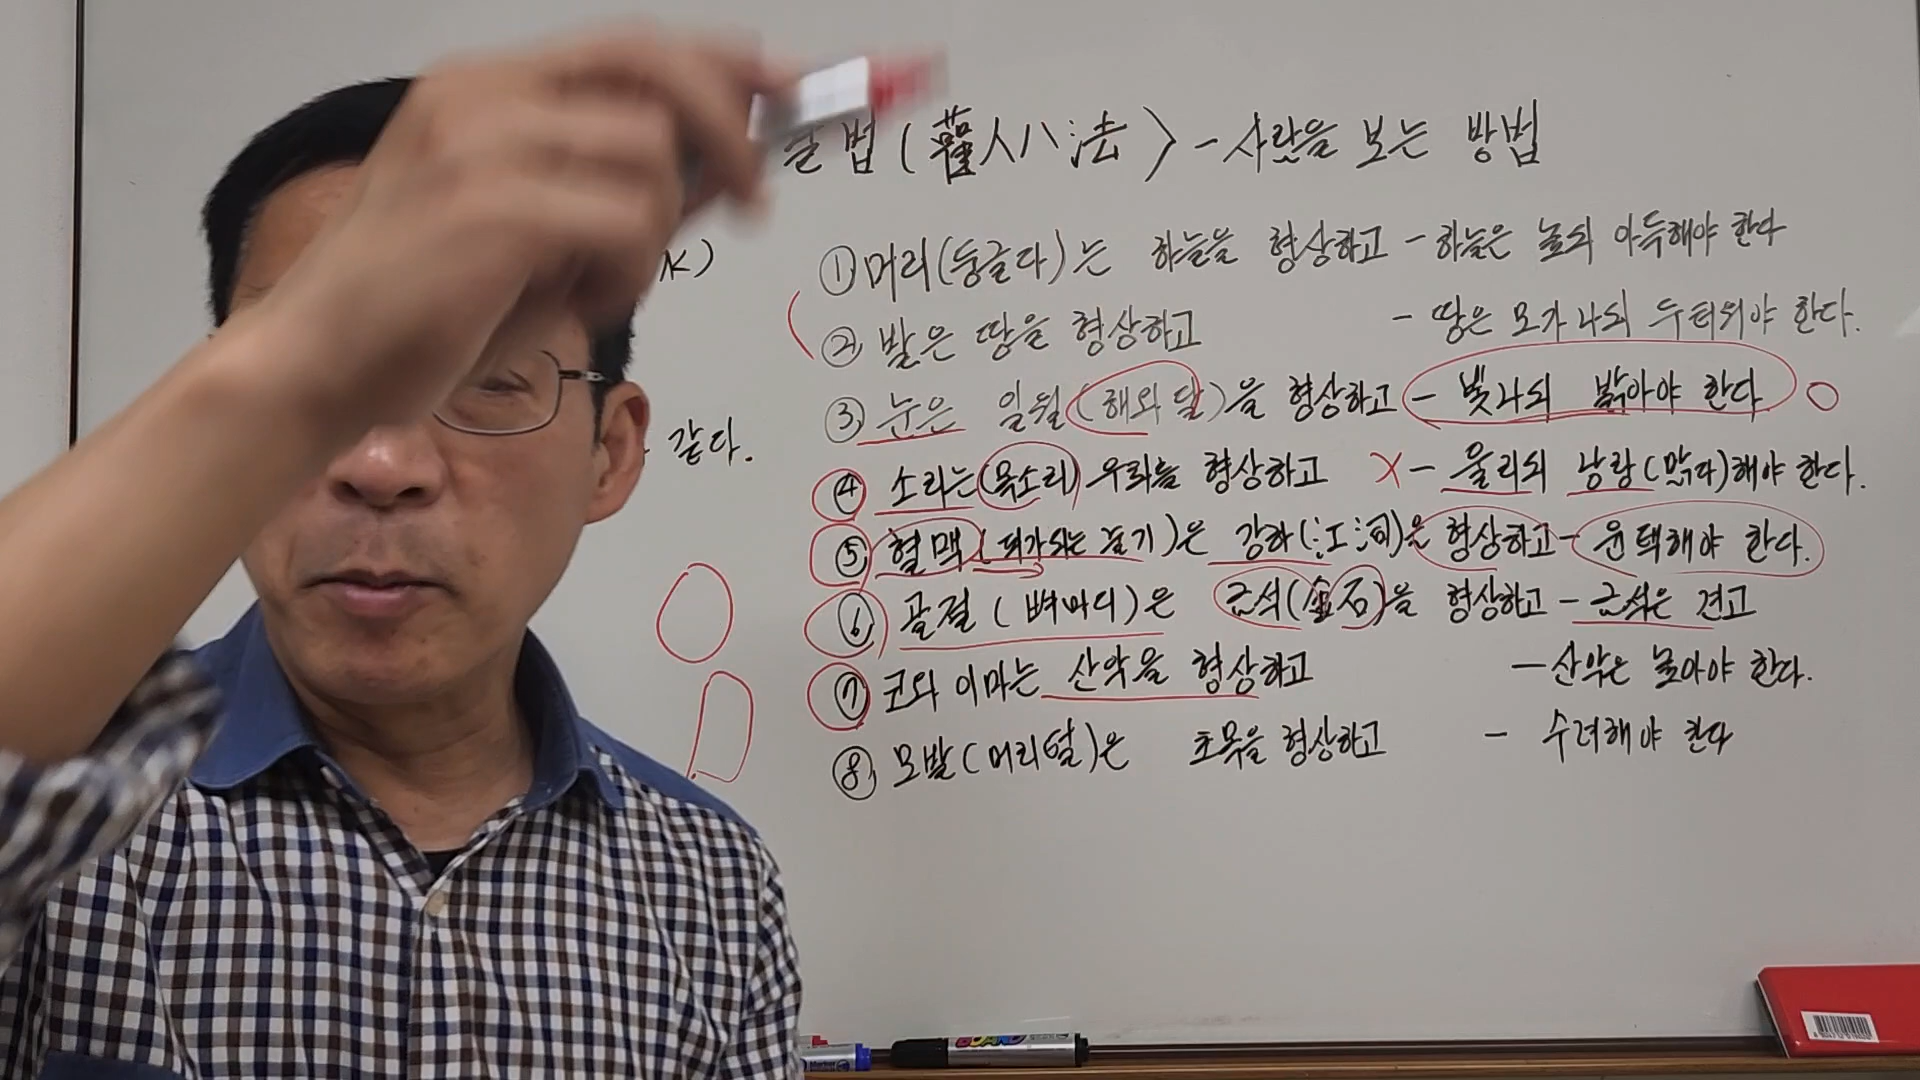 팔법(觀人八法) - 사람을 보는 방법
① 머리(둥글다)는 하늘을 형상하고 - 하늘은 높되 아득해야 한다
② 발은 땅을 형상하고 - 땅은 모가 나되 두터워야 한다.
③ 눈은 일월(해와 달)을 형상하고 - 빛나되 밝아야 한다
같다.
④ 소리는(목소리) 우뢰를 형상하고 X - 울리되 낭랑(맑다)해야 한다.
⑤ 혈맥(피가 되는 줄기)은 강하(江河)을 형상하고 - 윤택해야 한다.
⑥ 골절(뼈마디)은 금석(金石)을 형상하고 - 금석은 견고
⑦ 코와 이마는 산악을 형상하고 - 산악은 높아야 한다.
⑧ 모발(머리털)은 초목을 형상하고 - 수려해야 한다
BOARD